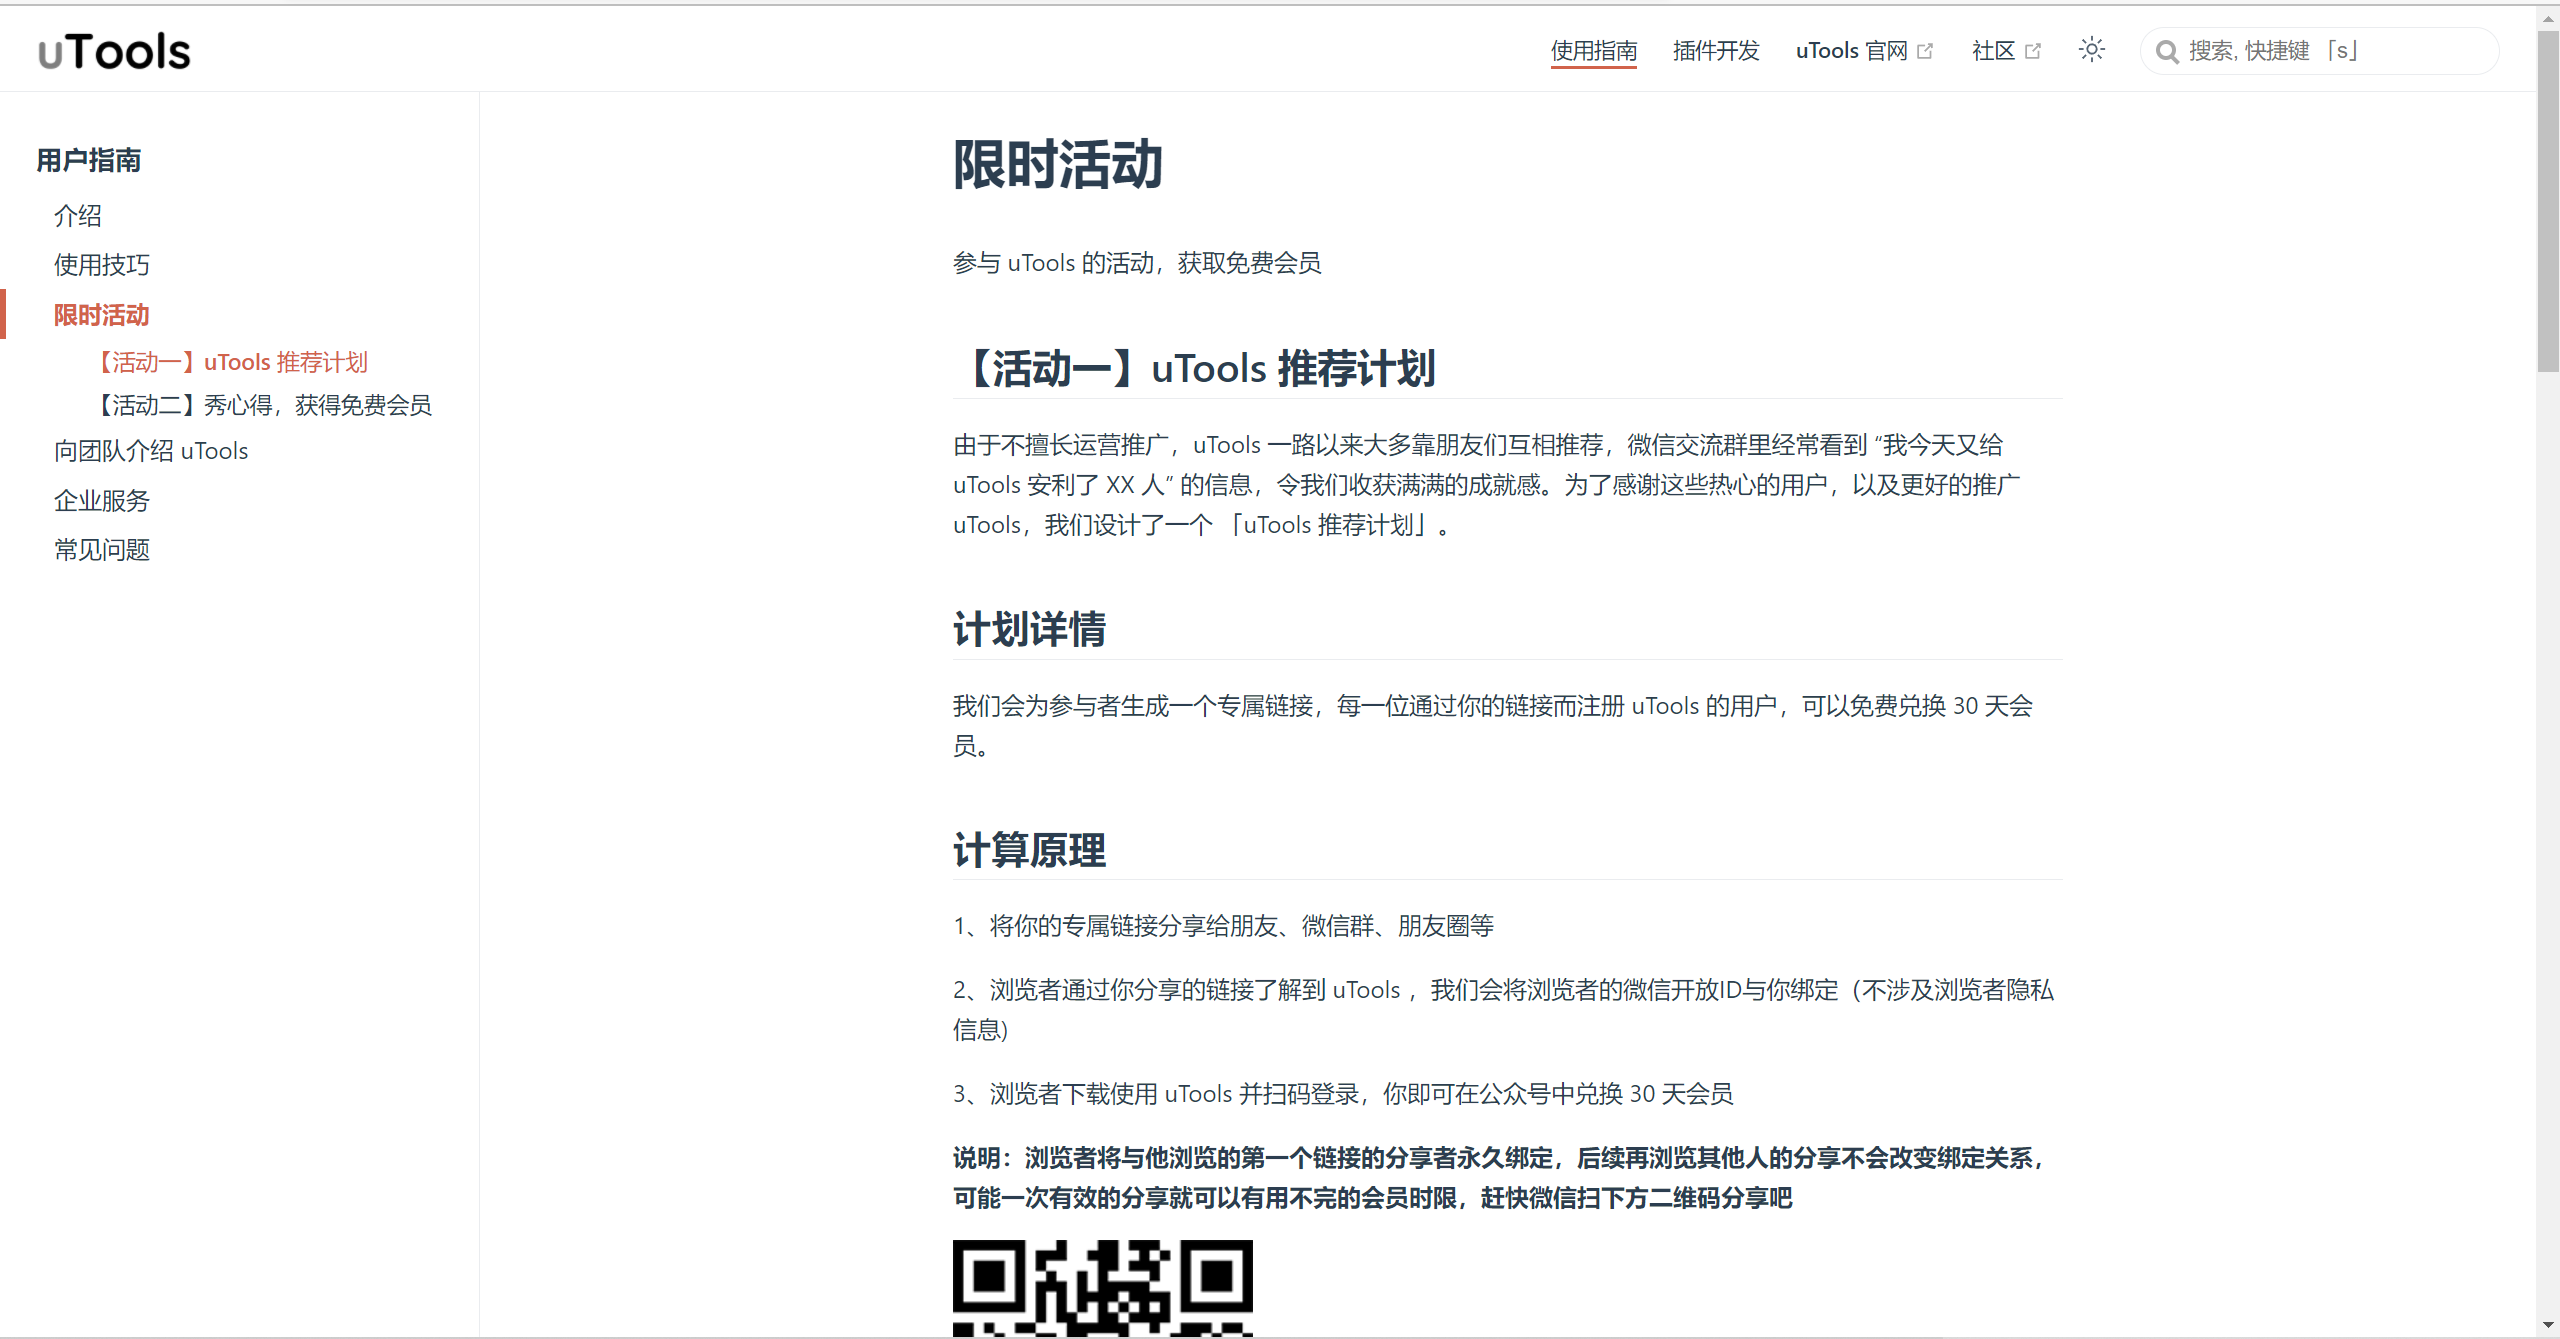 uTools
使用指南 插件开发 uTools 官网 社区 搜索, 快捷键 「s」
用户指南
介绍
使用技巧
限时活动
【活动一】uTools 推荐计划
【活动二】秀心得，获得免费会员
向团队介绍 uTools
企业服务
常见问题
限时活动
参与 uTools 的活动，获取免费会员
【活动一】uTools 推荐计划
由于不擅长运营推广，uTools 一路以来大多靠朋友们互相推荐，微信交流群里经常看到 “我今天又给
uTools 安利了 XX 人” 的信息，令我们收获满满的成就感。为了感谢这些热心的用户，以及更好的推广
uTools，我们设计了一个 「uTools 推荐计划」。
计划详情
我们会为参与者生成一个专属链接，每一位通过你的链接而注册 uTools 的用户，可以免费兑换 30 天会
员。
计算原理
1、将你的专属链接分享给朋友、微信群、朋友圈等
2、浏览者通过你分享的链接了解到 uTools ，我们会将浏览者的微信开放ID与你绑定（不涉及浏览者隐私
信息)
3、浏览者下载使用 uTools 并扫码登录，你即可在公众号中兑换 30 天会员
说明：浏览者将与他浏览的第一个链接的分享者永久绑定，后续再浏览其他人的分享不会改变绑定关系，
可能一次有效的分享就可以有用不完的会员时限，赶快微信扫下方二维码分享吧